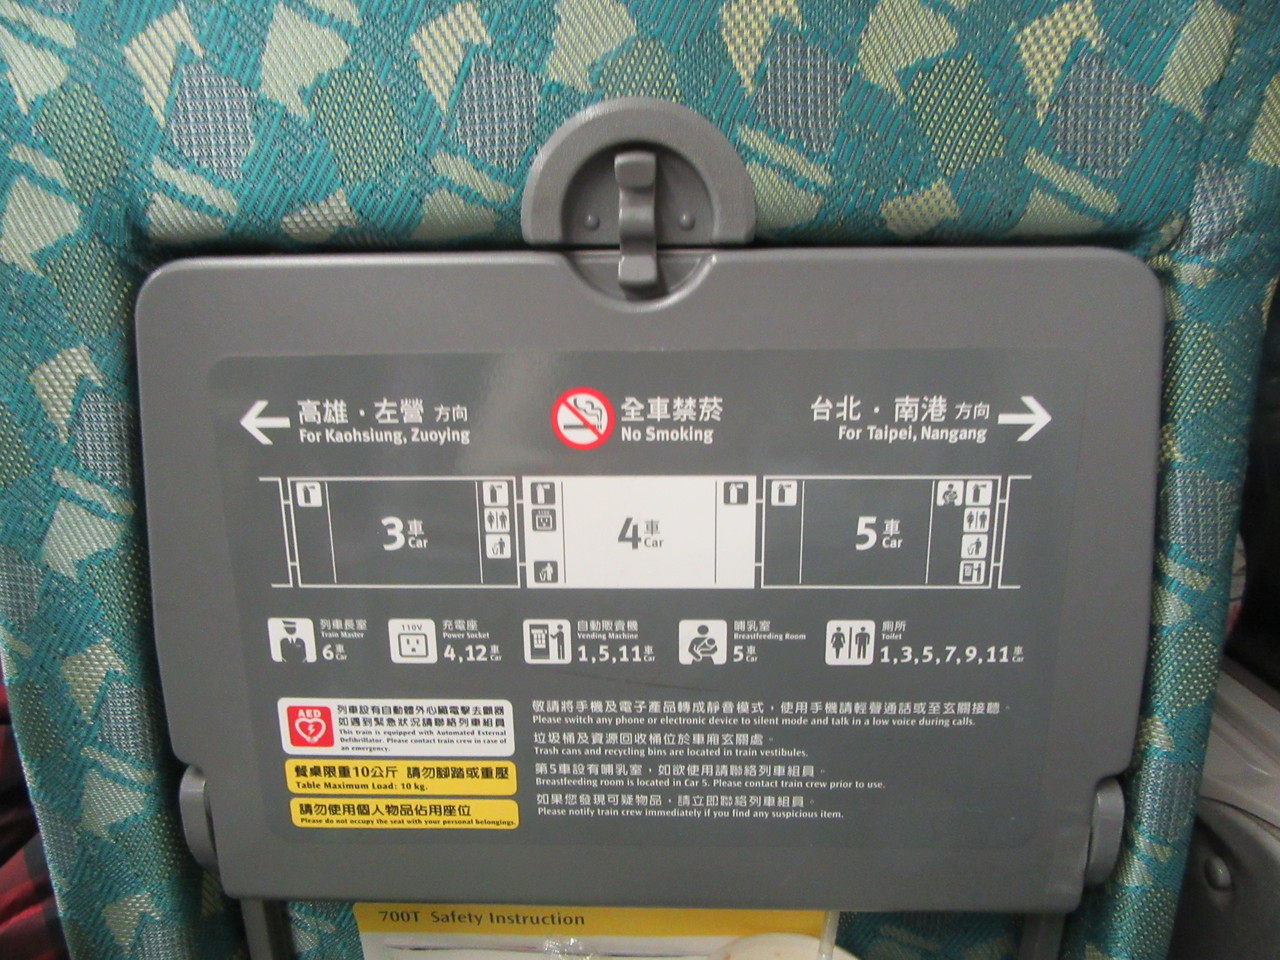 高雄・左營 方向
For Kaohsiung, Zuoying
全車禁菸
No Smoking
台北・南港 方向
For Taipei, Nangang
3車
Car
4車
Car
5車
Car
列車長室
Train Master
6車
Car
110V
充電座
Power Socket
4,12車
Car
自動販賣機
Vending Machine
1,5,11車
Car
哺乳室
Breastfeeding Room
5車
Car
廁所
Toilet
1,3,5,7,9,11車
Car
AED
列車設有自動體外心臟電擊去顫器
如遇到緊急狀況請聯絡列車組員
This train is equipped with Automated External
Defibrillator. Please contact train crew in case of
an emergency.
餐桌限重10公斤 請勿腳踏或重壓
Table Maximum Load: 10 kg.
請勿使用個人物品佔用座位
Please do not occupy the seat with your personal belongings.
敬請將手機及電子產品轉成靜音模式，使用手機請輕聲通話或至玄關接聽。
Please switch any phone or electronic device to silent mode and talk in a low voice during calls.
垃圾桶及資源回收桶位於車廂玄關處。
Trash cans and recycling bins are located in train vestibules.
第5車設有哺乳室，如欲使用請聯絡列車組員。
Breastfeeding room is located in Car 5. Please contact train crew prior to use.
如果您發現可疑物品，請立即聯絡列車組員。
Please notify train crew immediately if you find any suspicious item.
700T Safety Instruction